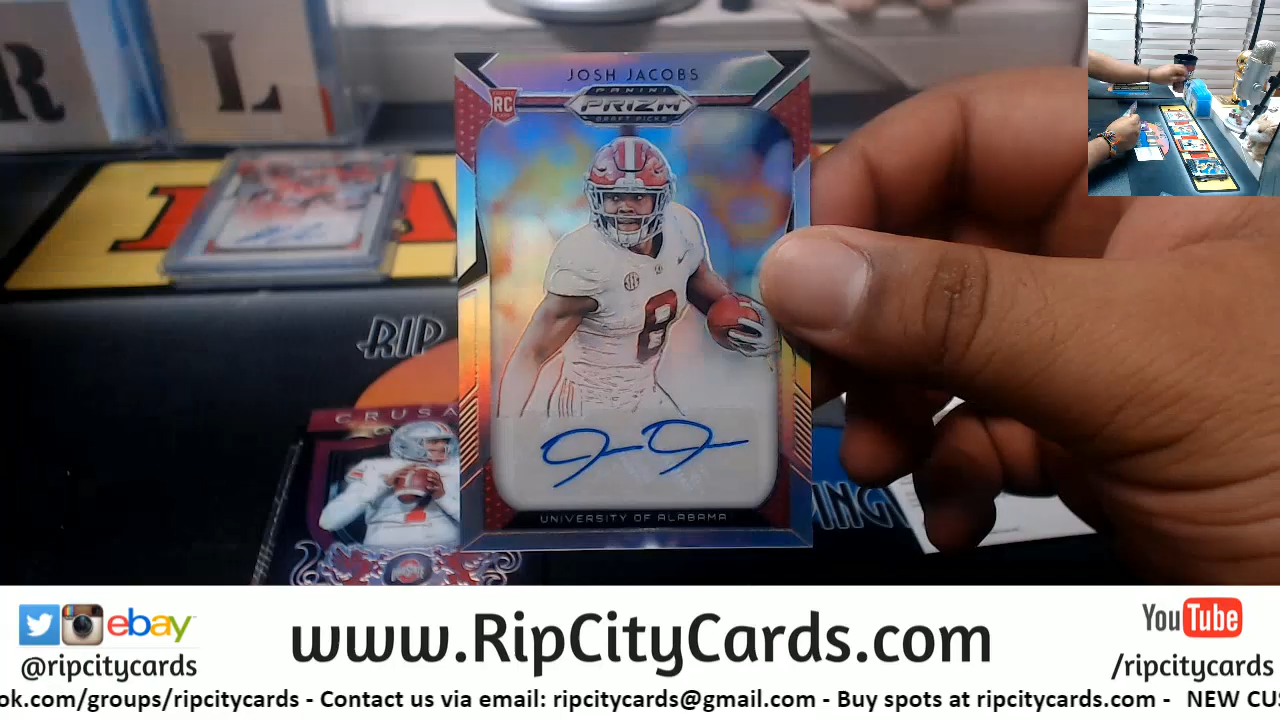 R L
JOSH JACOBS
RC
PANINI
PRIZM
DRAFT PICKS
8
RIP
CRUSA
UNIVERSITY OF ALABAMA
ING
ebay
@ripcitycards
www.RipCityCards.com
YouTube
/ripcitycards
ok.com/groups/ripcitycards - Contact us via email: ripcitycards@gmail.com - Buy spots at ripcitycards.com - NEW CUS